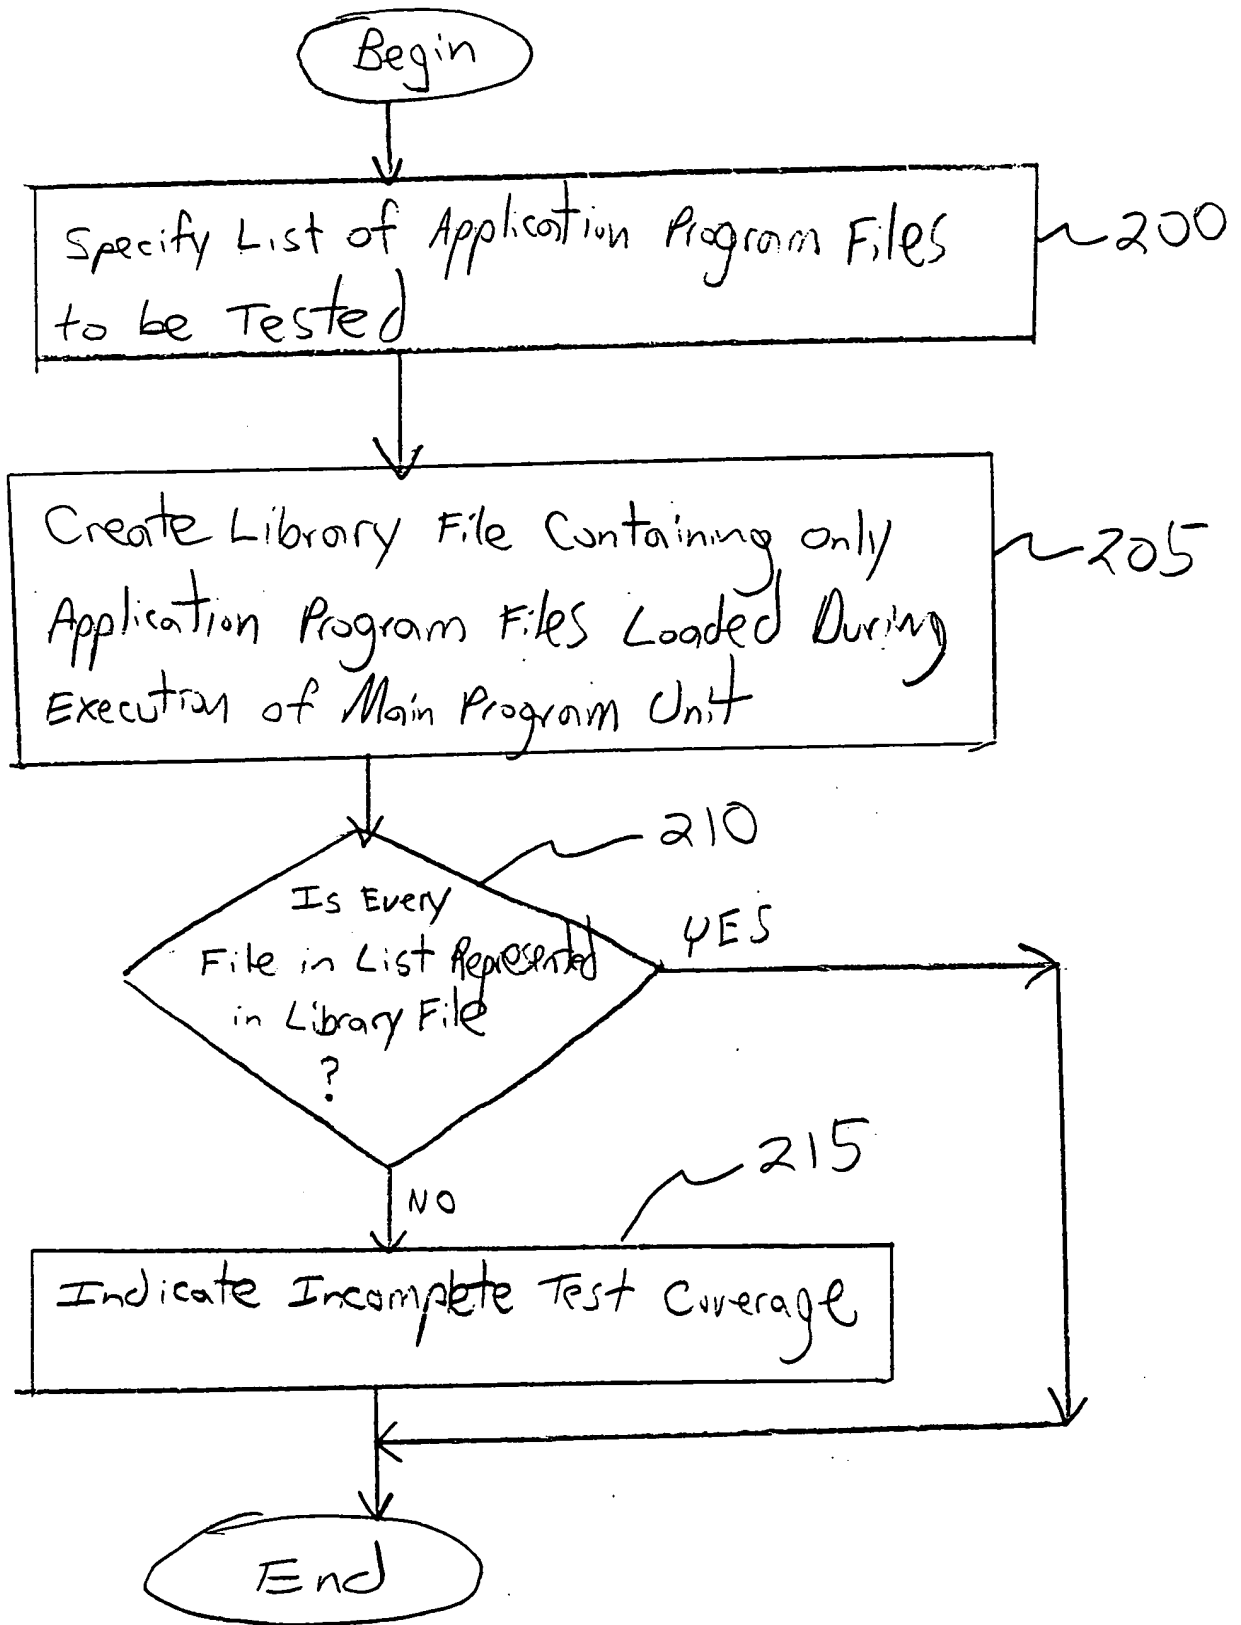 Begin
Specify List of Application Program Files
to be Tested
200
Create Library File Containing only
Application Program Files Loaded During
Execution of Main Program Unit
205
210
Is Every
File in List Represented
in Library File
?
YES
NO
215
Indicate Incomplete Test Coverage
End